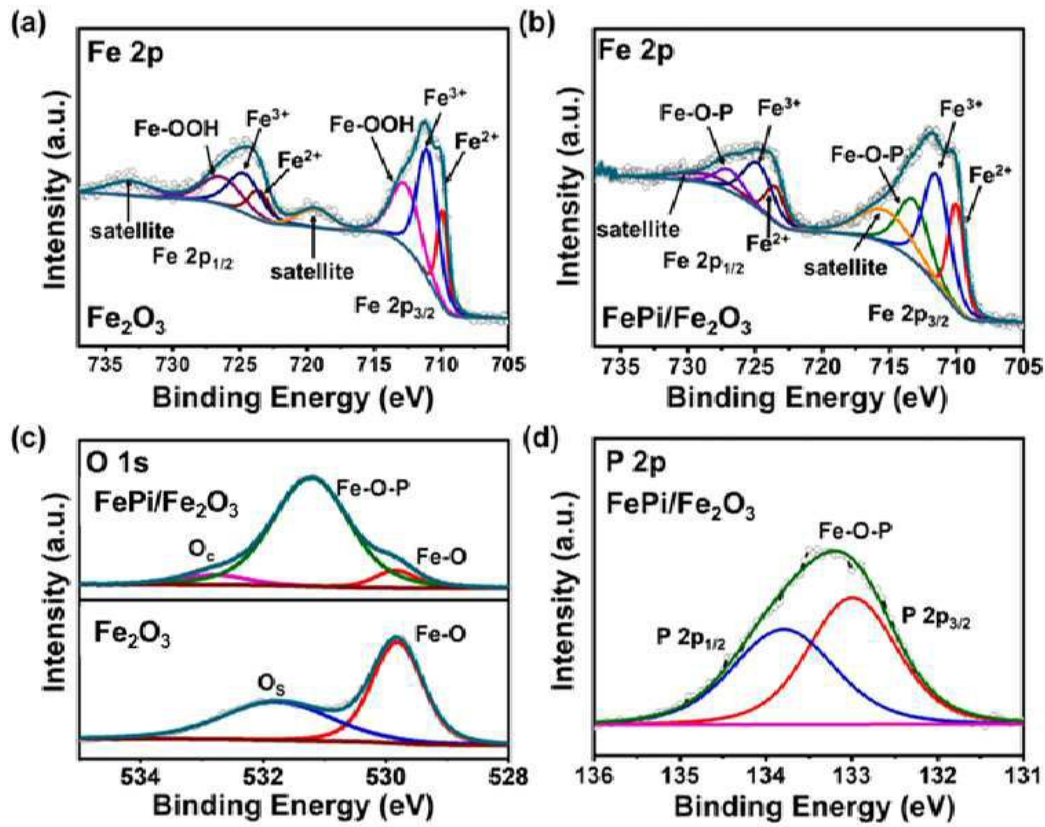 (a)
Fe 2p
Fe-OOH
Fe³⁺
Fe²⁺
Fe-OOH
Fe³⁺
Fe²⁺
satellite
Fe 2p₁/₂
satellite
Fe 2p₃/₂
Fe₂O₃
Intensity (a.u.)
735 730 725 720 715 710 705
Binding Energy (eV)
(b)
Fe 2p
Fe-O-P
Fe³⁺
Fe-O-P
Fe³⁺
Fe²⁺
satellite
Fe²⁺
Fe 2p₁/₂
satellite
Fe 2p₃/₂
FePi/Fe₂O₃
Intensity (a.u.)
735 730 725 720 715 710 705
Binding Energy (eV)
(c)
O 1s
FePi/Fe₂O₃
Fe-O-P
O_c
Fe-O
Fe₂O₃
Fe-O
O_S
Intensity (a.u.)
534 532 530 528
Binding Energy (eV)
(d)
P 2p
FePi/Fe₂O₃
Fe-O-P
P 2p₁/₂
P 2p₃/₂
Intensity (a.u.)
136 135 134 133 132 131
Binding Energy (eV)